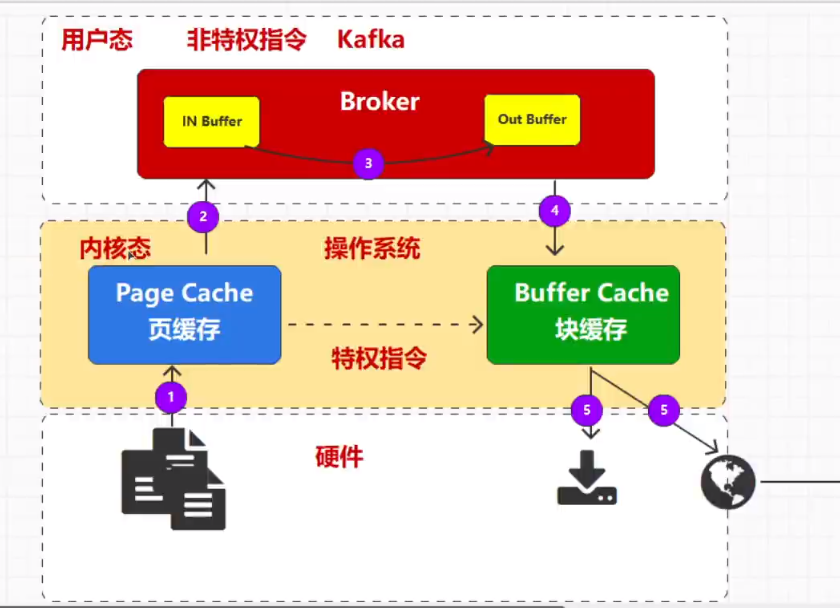 用户态 非特权指令 Kafka
Broker
IN Buffer
Out Buffer
3
2
4
内核态 操作系统
Page Cache
页缓存
Buffer Cache
块缓存
特权指令
1
5
5
硬件